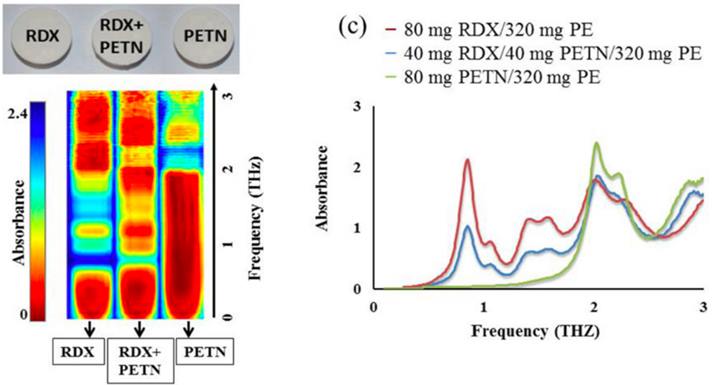 RDX
RDX+
PETN
PETN
2.4
Absorbance
0
3
2
1
0
Frequency (THz)
RDX
RDX+
PETN
PETN
(c)
80 mg RDX/320 mg PE
40 mg RDX/40 mg PETN/320 mg PE
80 mg PETN/320 mg PE
3
2
1
0
Absorbance
0
1
2
3
Frequency (THZ)